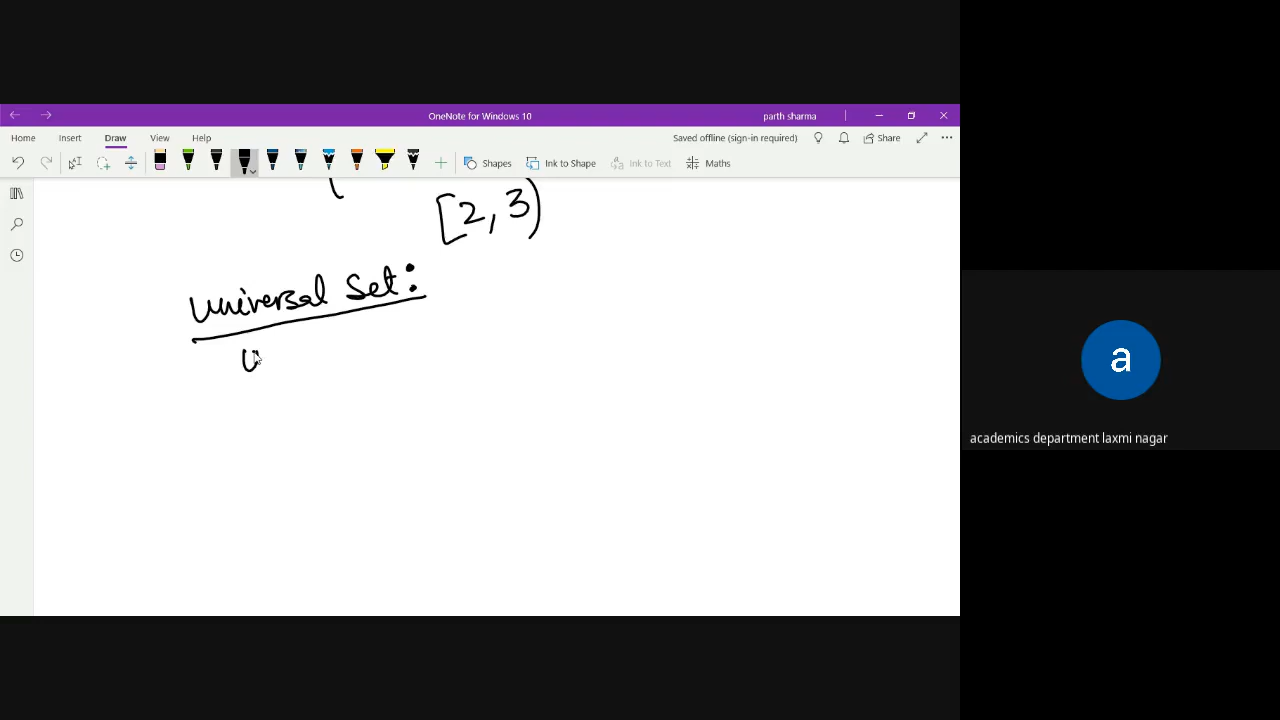 OneNote for Windows 10
parth sharma
Home Insert Draw View Help
Saved offline (sign-in required)
Share
Shapes
Ink to Shape
Ink to Text
Maths
[2, 3)
Universal Set:
U
a
academics department laxmi nagar